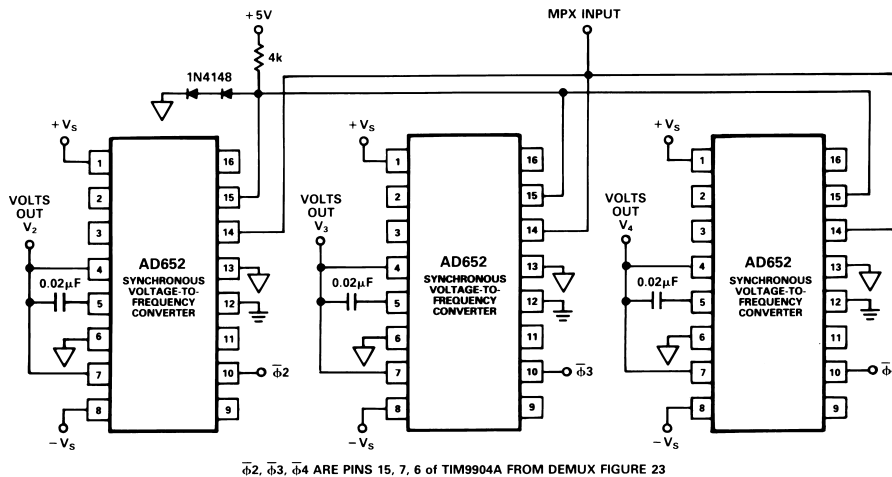 +5V
MPX INPUT
4k
1N4148
+VS
1
16
2
15
VOLTS
OUT
V2
3
14
AD652
SYNCHRONOUS
VOLTAGE-TO-
FREQUENCY
CONVERTER
4
13
0.02µF
5
12
6
11
7
10
ϕ̅2
8
9
−VS
+VS
1
16
2
15
VOLTS
OUT
V3
3
14
AD652
SYNCHRONOUS
VOLTAGE-TO-
FREQUENCY
CONVERTER
4
13
0.02µF
5
12
6
11
7
10
ϕ̅3
8
9
−VS
+VS
1
16
2
15
VOLTS
OUT
V4
3
14
AD652
SYNCHRONOUS
VOLTAGE-TO-
FREQUENCY
CONVERTER
4
13
0.02µF
5
12
6
11
7
10
ϕ̅4
8
9
−VS
ϕ̅2, ϕ̅3, ϕ̅4 ARE PINS 15, 7, 6 of TIM9904A FROM DEMUX FIGURE 23